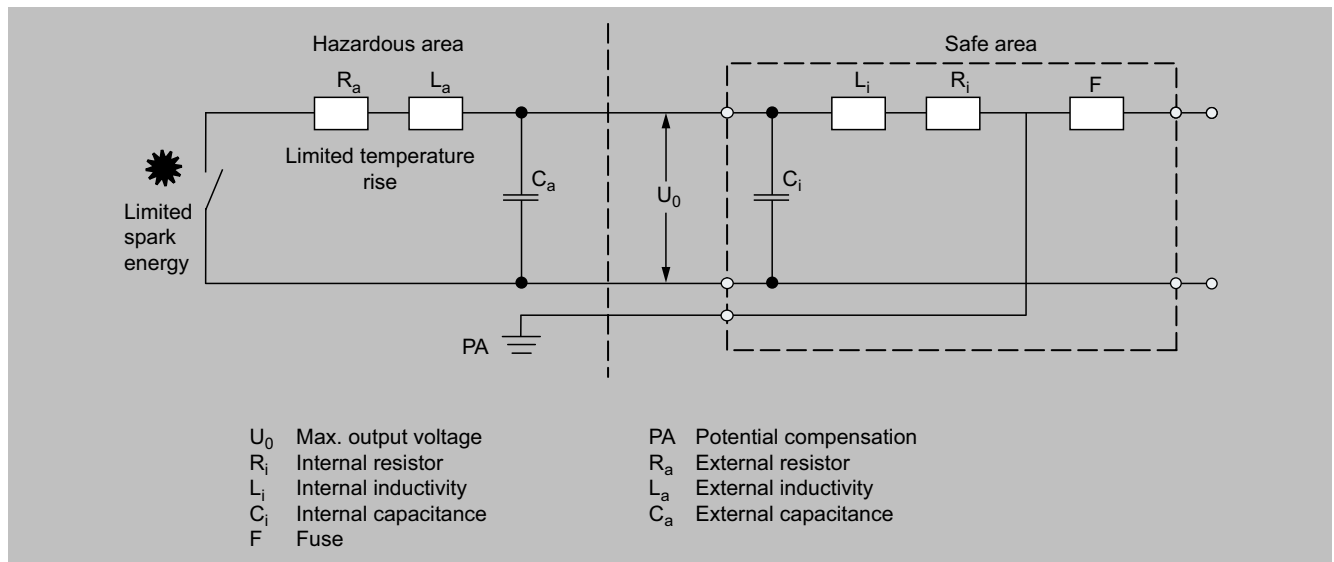 Hazardous area
Safe area
Rₐ
Lₐ
Lᵢ
Rᵢ
F
Limited temperature
rise
Cₐ
U₀
Cᵢ
Limited
spark
energy
PA
U₀ Max. output voltage
Rᵢ Internal resistor
Lᵢ Internal inductivity
Cᵢ Internal capacitance
F Fuse
PA Potential compensation
Rₐ External resistor
Lₐ External inductivity
Cₐ External capacitance